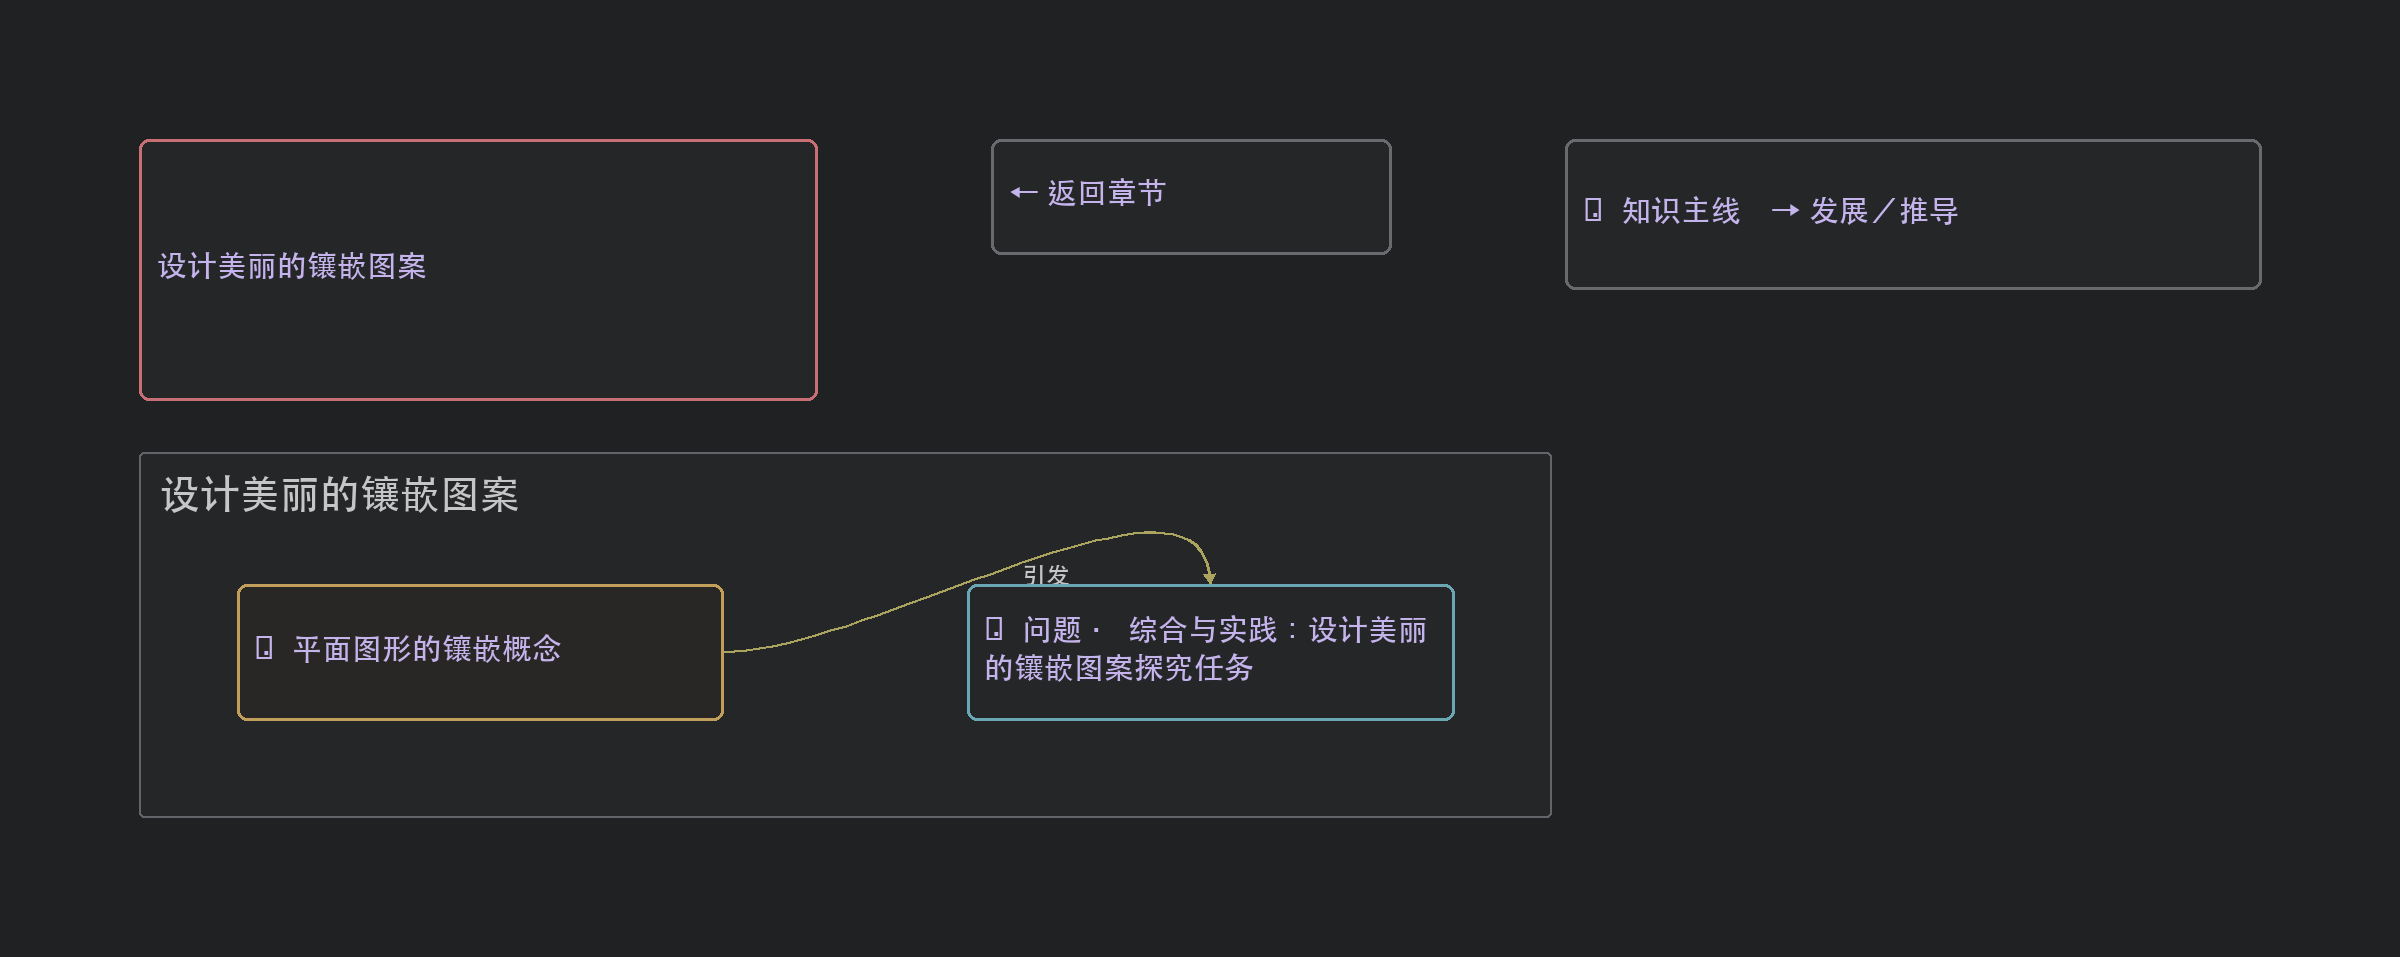 设计美丽的镶嵌图案
← 返回章节
知识主线 → 发展／推导
设计美丽的镶嵌图案
引发
平面图形的镶嵌概念
问题· 综合与实践：设计美丽
的镶嵌图案探究任务